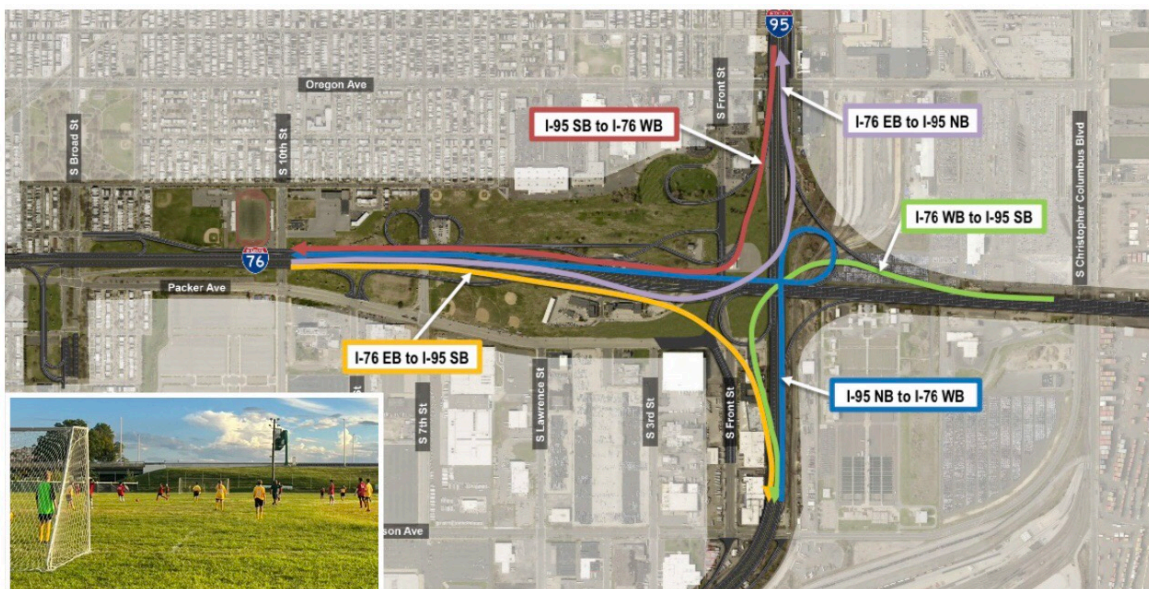 95
Oregon Ave
S Front St
I-95 SB to I-76 WB
I-76 EB to I-95 NB
S Broad St
S 10th St
S Christopher Columbus Blvd
I-76 WB to I-95 SB
76
Packer Ave
I-76 EB to I-95 SB
I-95 NB to I-76 WB
St
S 7th St
S Lawrence St
S 3rd St
S Front St
son Ave